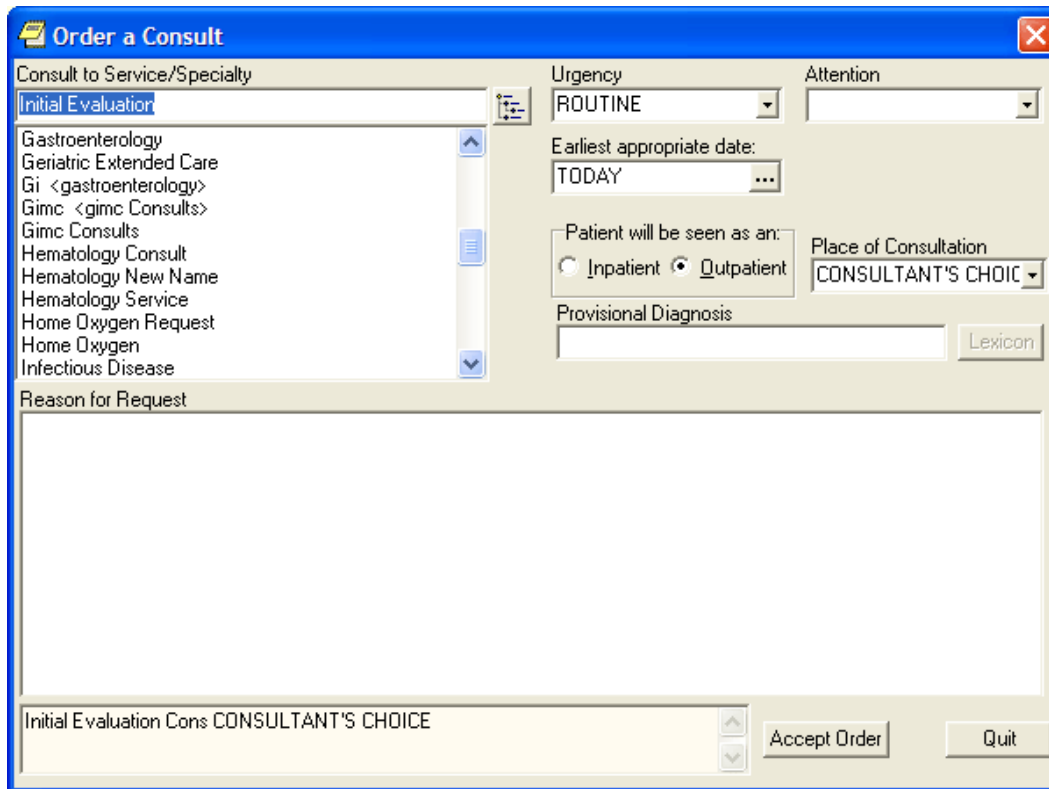 Order a Consult
Consult to Service/Specialty
Initial Evaluation
Gastroenterology
Geriatric Extended Care
Gi <gastroenterology>
Gimc <gimc Consults>
Gimc Consults
Hematology Consult
Hematology New Name
Hematology Service
Home Oxygen Request
Home Oxygen
Infectious Disease
Urgency
ROUTINE
Attention
Earliest appropriate date:
TODAY
...
Patient will be seen as an:
Inpatient
Outpatient
Place of Consultation
CONSULTANT'S CHOIC
Provisional Diagnosis
Lexicon
Reason for Request
Initial Evaluation Cons CONSULTANT'S CHOICE
Accept Order
Quit